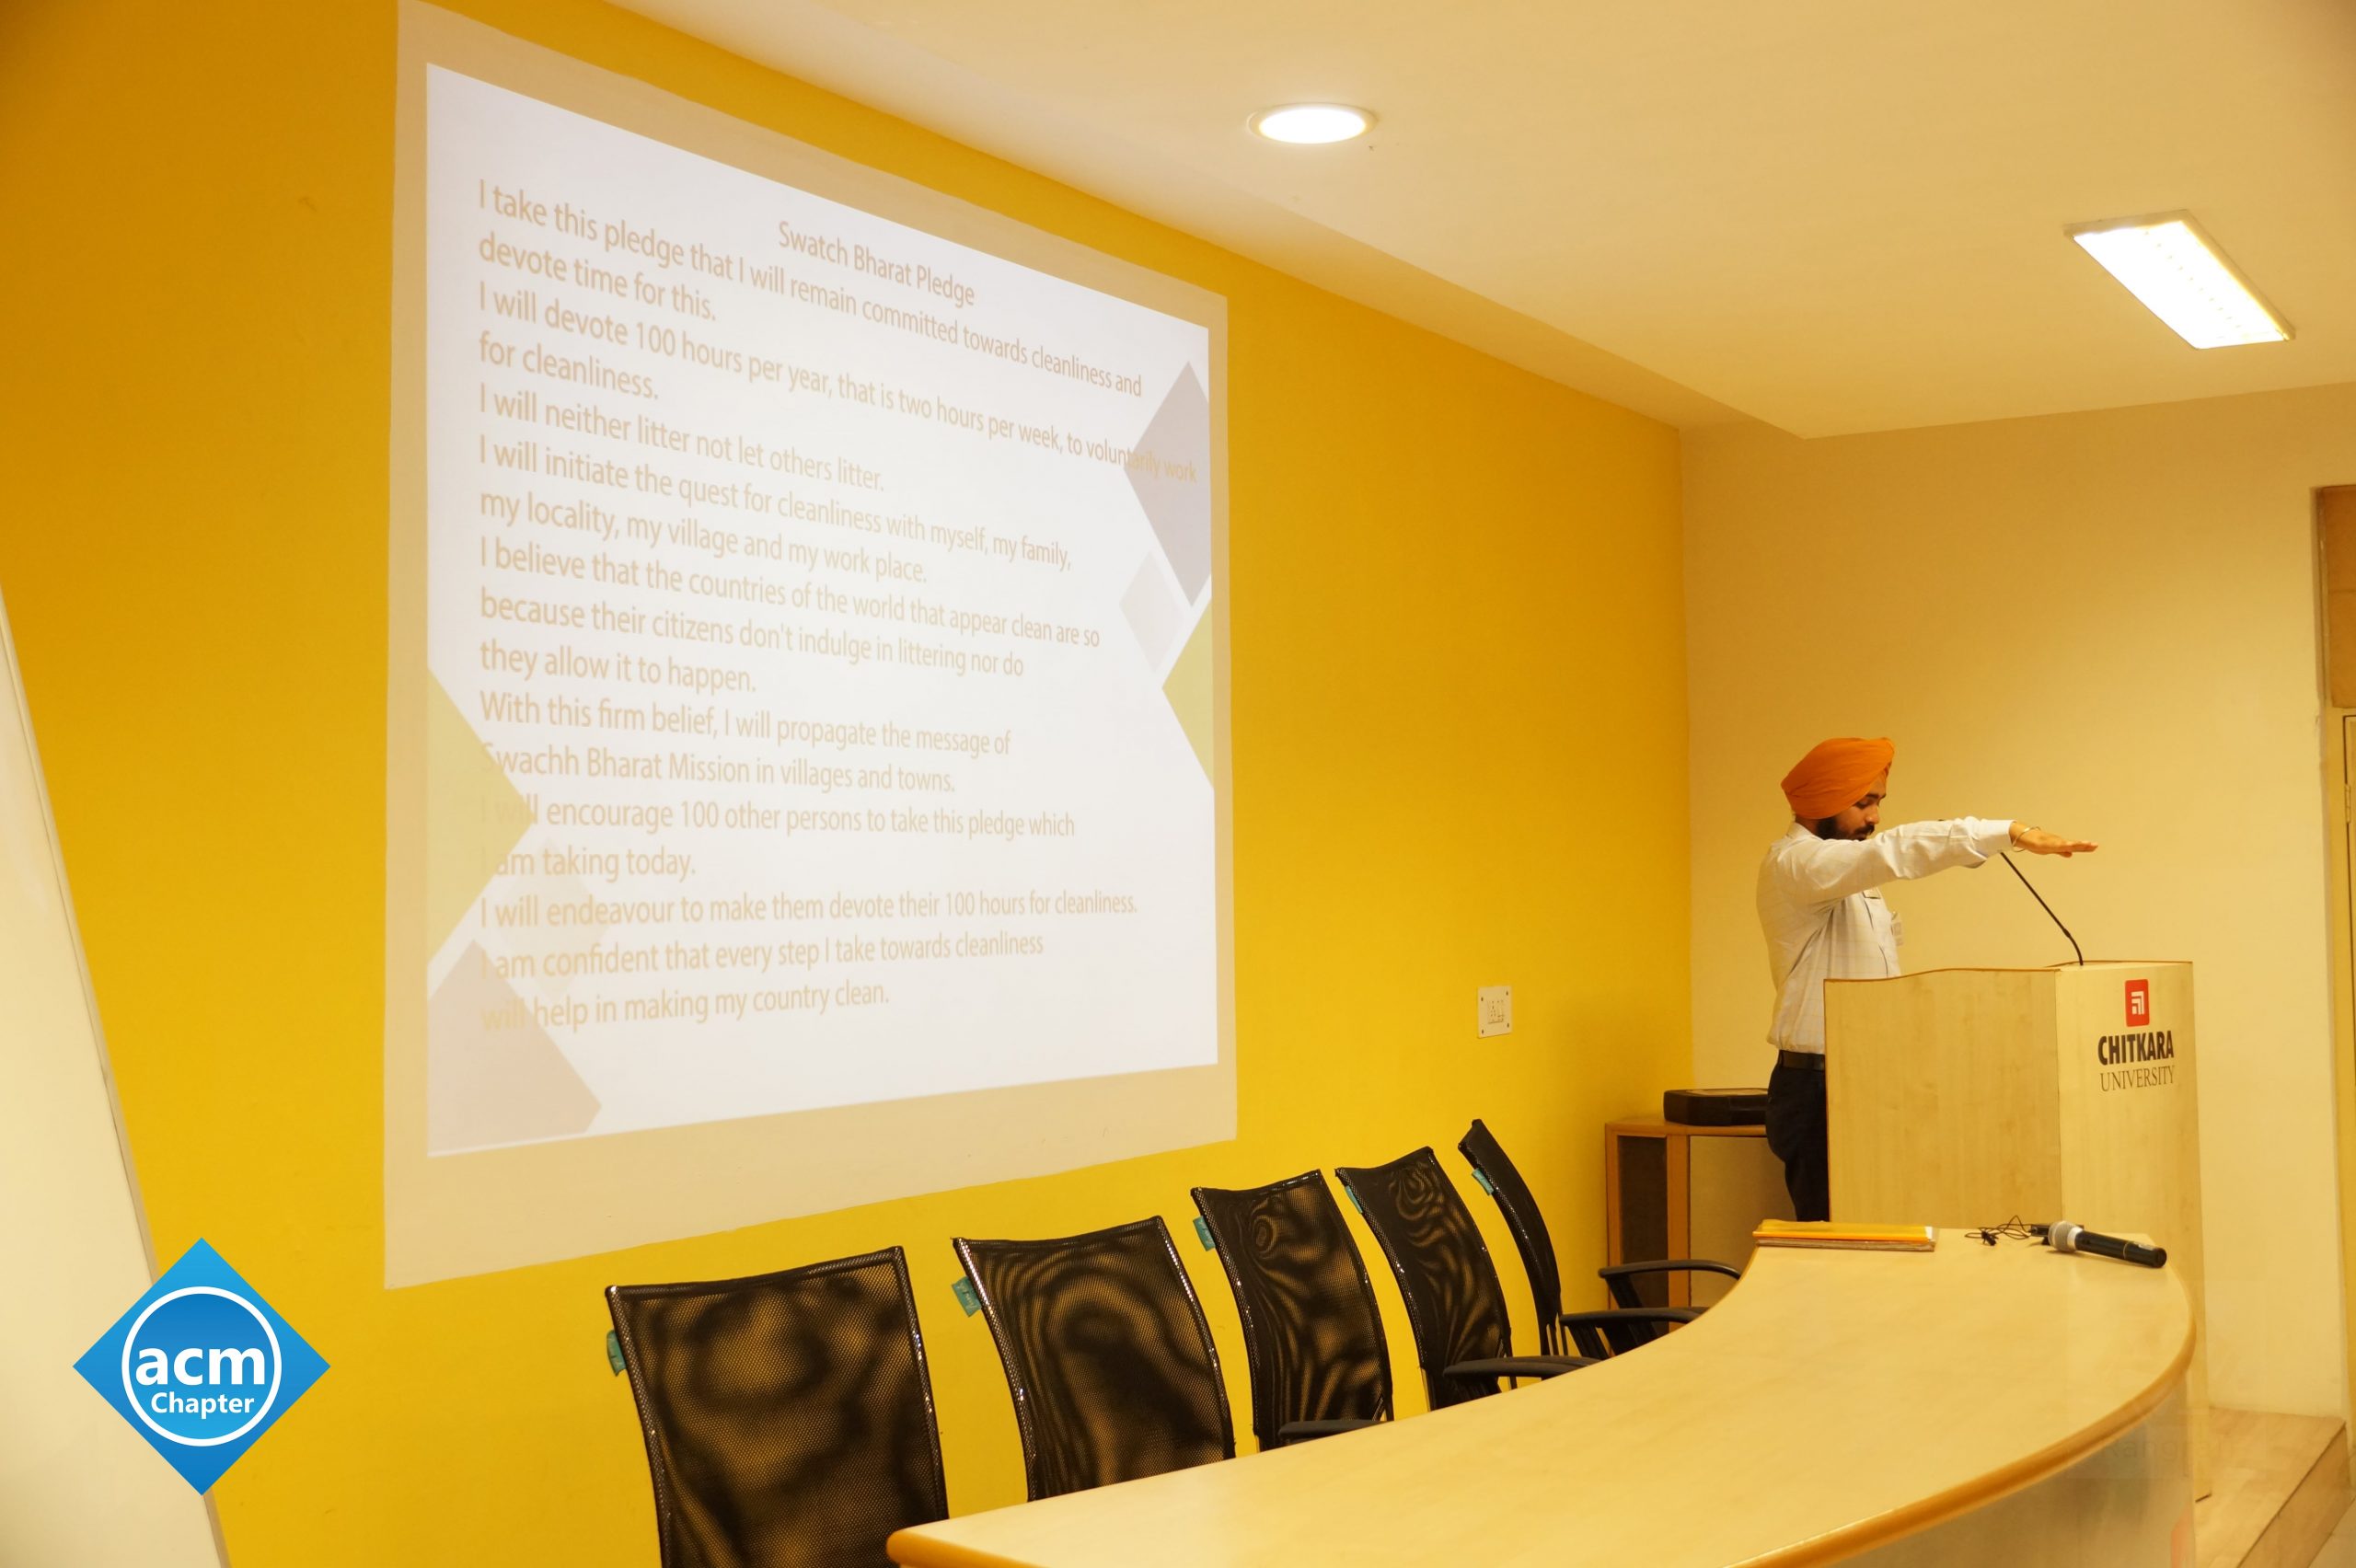 Swatch Bharat Pledge
I take this pledge that I will remain committed towards cleanliness and
devote time for this.
I will devote 100 hours per year, that is two hours per week, to voluntarily work
for cleanliness.
I will neither litter not let others litter.
I will initiate the quest for cleanliness with myself, my family,
my locality, my village and my work place.
I believe that the countries of the world that appear clean are so
because their citizens don't indulge in littering nor do
they allow it to happen.
With this firm belief, I will propagate the message of
Swachh Bharat Mission in villages and towns.
I will encourage 100 other persons to take this pledge which
I am taking today.
I will endeavour to make them devote their 100 hours for cleanliness.
I am confident that every step I take towards cleanliness
will help in making my country clean.
CHITKARA
UNIVERSITY
acm
Chapter